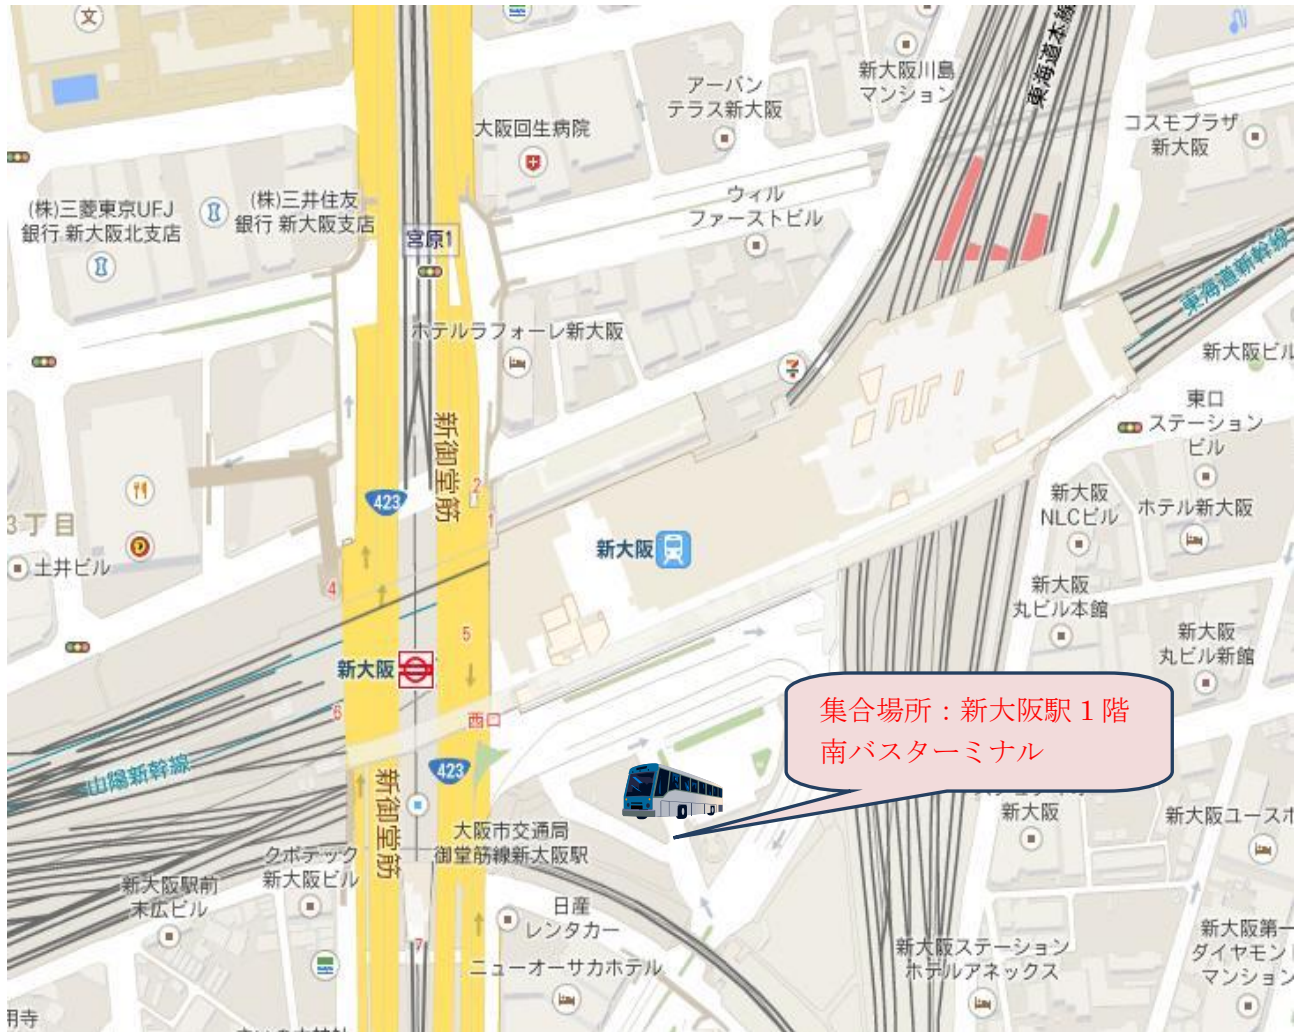 文
東海道本線
新大阪川島
マンション
アーバン
テラス新大阪
大阪回生病院
コスモプラザ
新大阪
(株)三菱東京UFJ
銀行 新大阪北支店
(株)三井住友
銀行 新大阪支店
ウィル
ファーストビル
宮原1
東海道新幹線
ホテルラフォーレ新大阪
新大阪ビル
東口
ステーション
ビル
新御堂筋
423
2
1
新大阪
NLCビル
ホテル新大阪
3丁目
土井ビル
新大阪
4
新大阪
丸ビル本館
5
新大阪
丸ビル新館
新大阪
6
西口
集合場所：新大阪駅１階
南バスターミナル
山陽新幹線
423
新御堂筋
新大阪
新大阪ユースホ
大阪市交通局
御堂筋線新大阪駅
クボテック
新大阪ビル
新大阪駅前
末広ビル
日産
レンタカー
7
ニューオーサカホテル
新大阪ステーション
ホテルアネックス
新大阪第一
ダイヤモンド
マンション